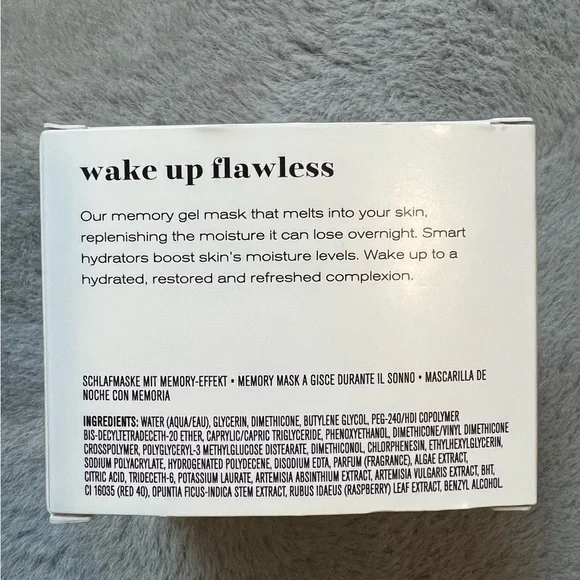 wake up flawless
Our memory gel mask that melts into your skin,
replenishing the moisture it can lose overnight. Smart
hydrators boost skin's moisture levels. Wake up to a
hydrated, restored and refreshed complexion.
SCHLAFMASKE MIT MEMORY-EFFEKT • MEMORY MASK A GISCE DURANTE IL SONNO • MASCARILLA DE
NOCHE CON MEMORIA
INGREDIENTS: WATER (AQUA/EAU), GLYCERIN, DIMETHICONE, BUTYLENE GLYCOL, PEG-240/HDI COPOLYMER
BIS-DECYLTETRADECETH-20 ETHER, CAPRYLIC/CAPRIC TRIGLYCERIDE, PHENOXYETHANOL, DIMETHICONE/VINYL DIMETHICONE
CROSSPOLYMER, POLYGLYCERYL-3 METHYLGLUCOSE DISTEARATE, DIMETHICONOL, CHLORPHENESIN, ETHYLHEXYLGLYCERIN,
SODIUM POLYACRYLATE, HYDROGENATED POLYDECENE, DISODIUM EDTA, PARFUM (FRAGRANCE), ALGAE EXTRACT,
CITRIC ACID, TRIDECETH-6, POTASSIUM LAURATE, ARTEMISIA ABSINTHIUM EXTRACT, ARTEMISIA VULGARIS EXTRACT, BHT,
CI 16035 (RED 40), OPUNTIA FICUS-INDICA STEM EXTRACT, RUBUS IDAEUS (RASPBERRY) LEAF EXTRACT, BENZYL ALCOHOL.